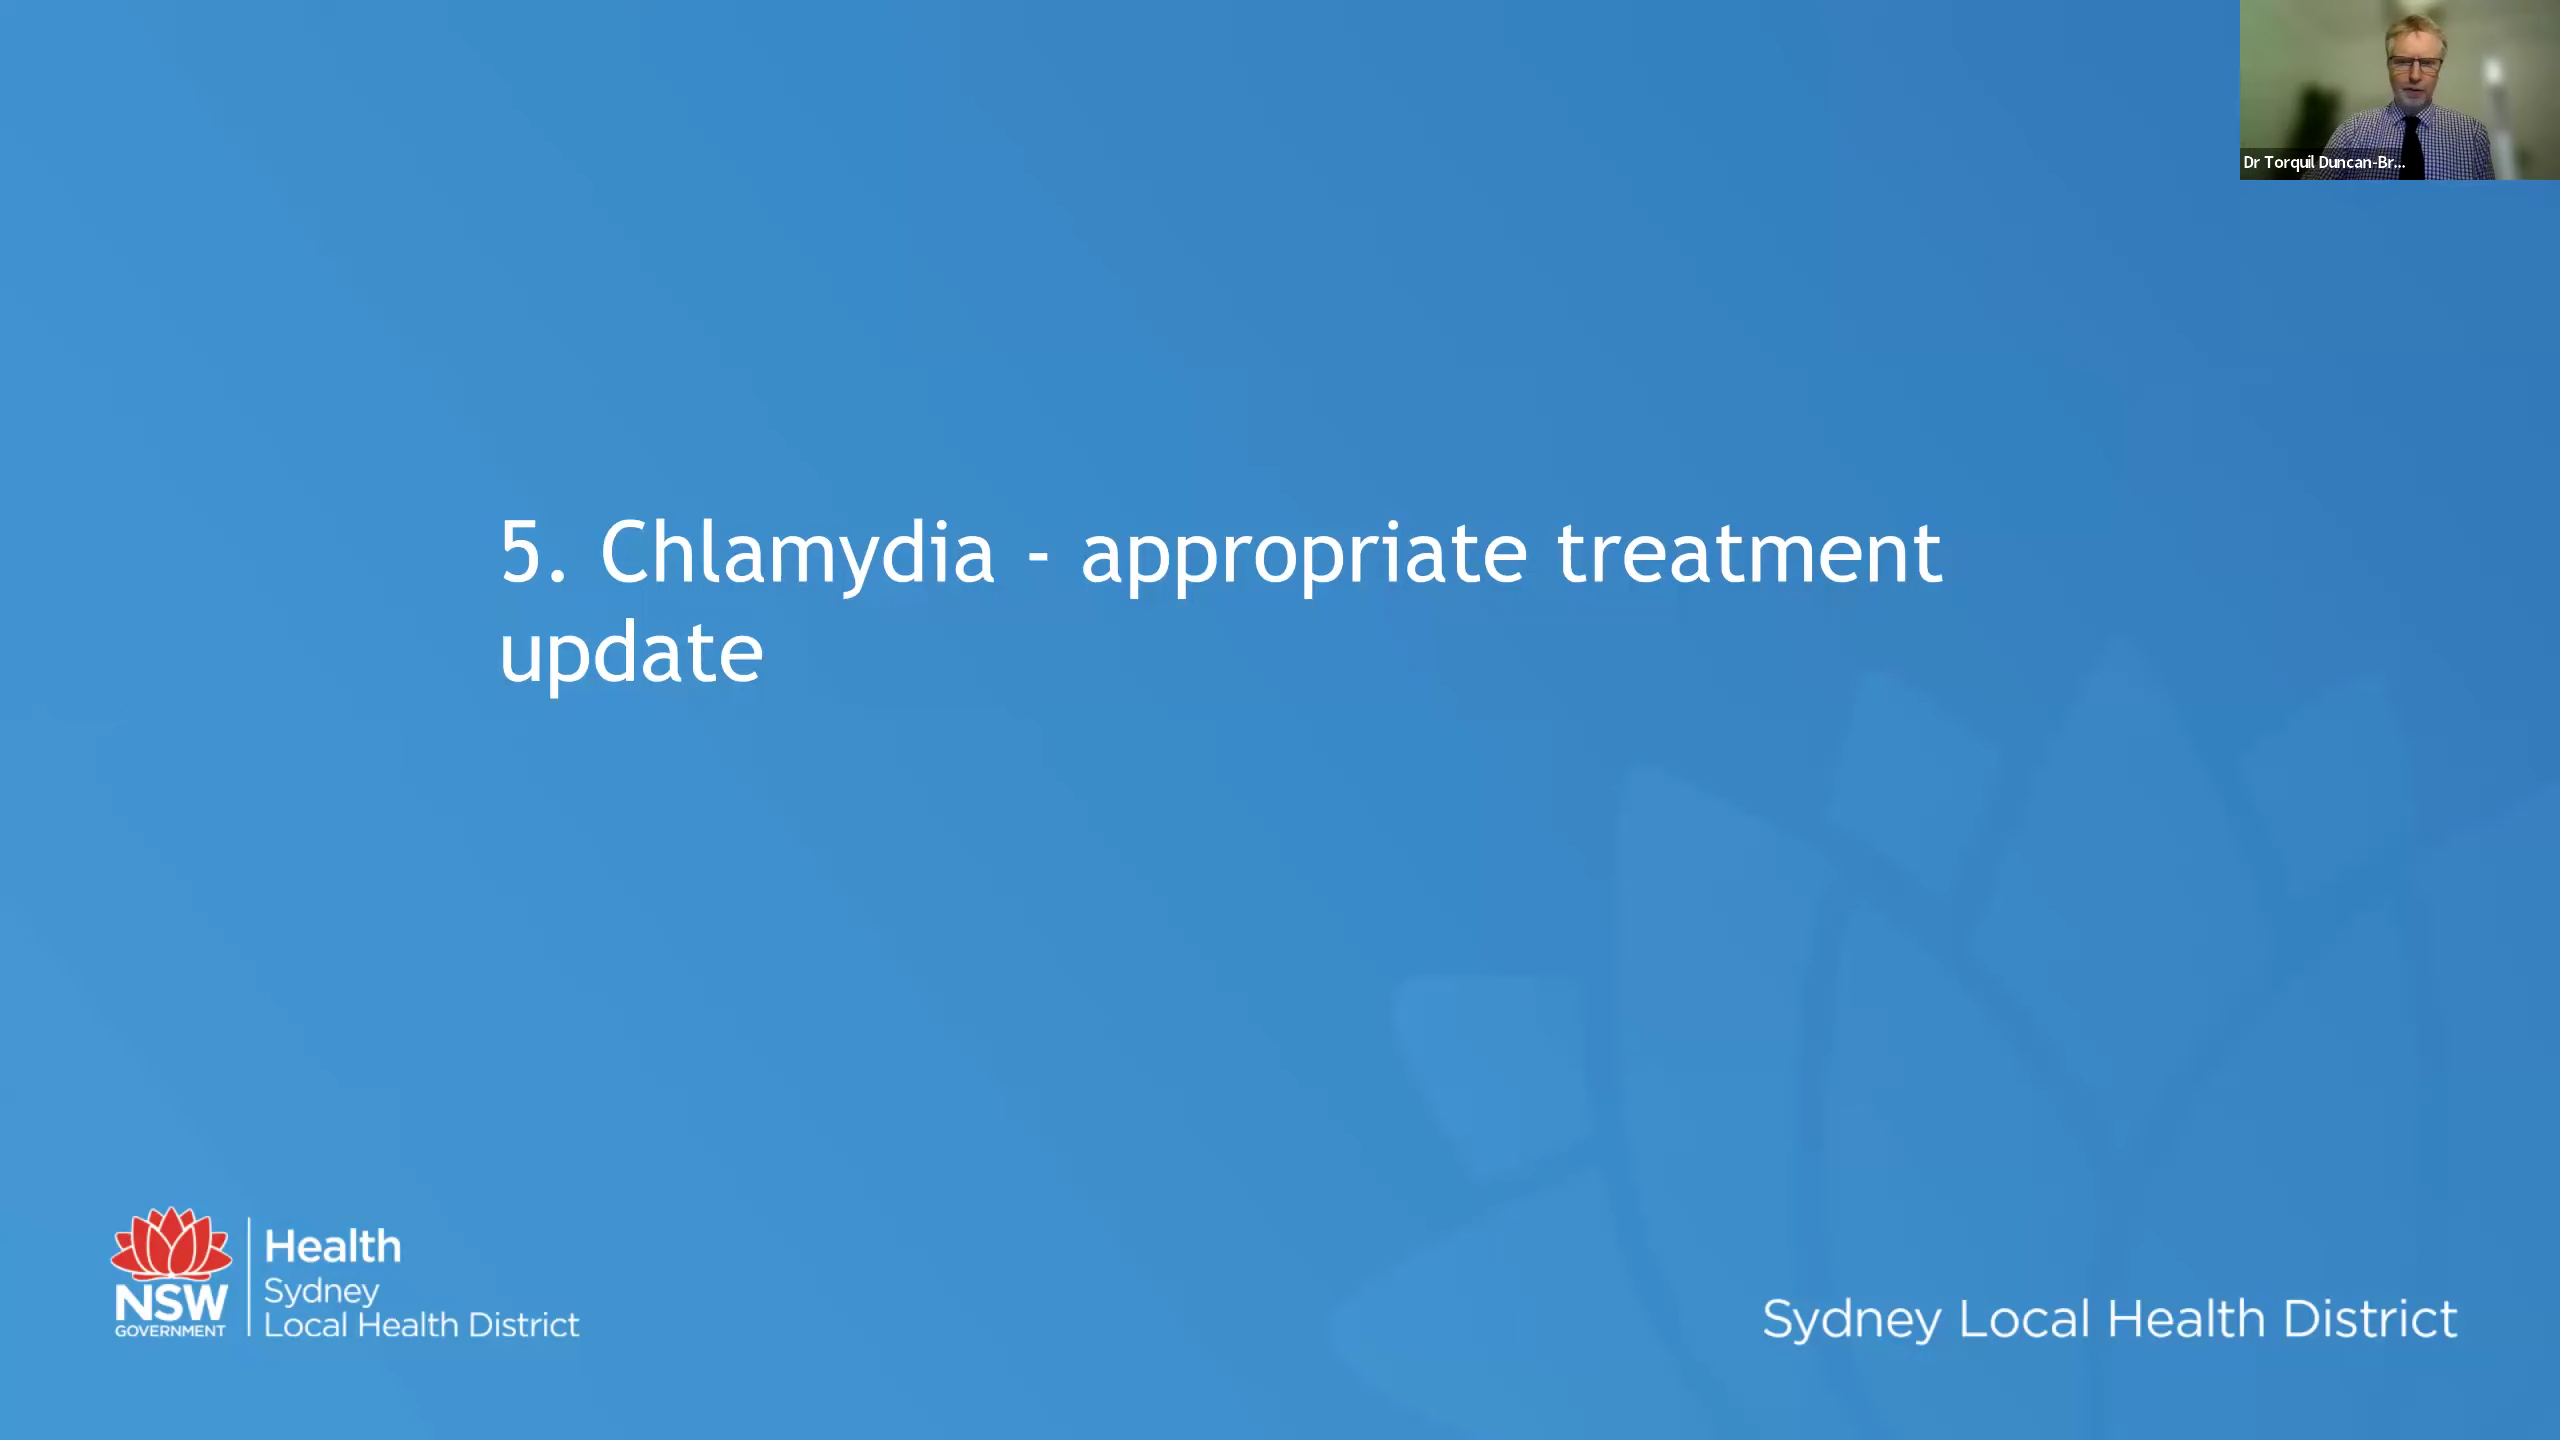 Dr Torquil Duncan-Br...
5. Chlamydia - appropriate treatment
update
Health
Sydney
Local Health District
NSW
GOVERNMENT
Sydney Local Health District